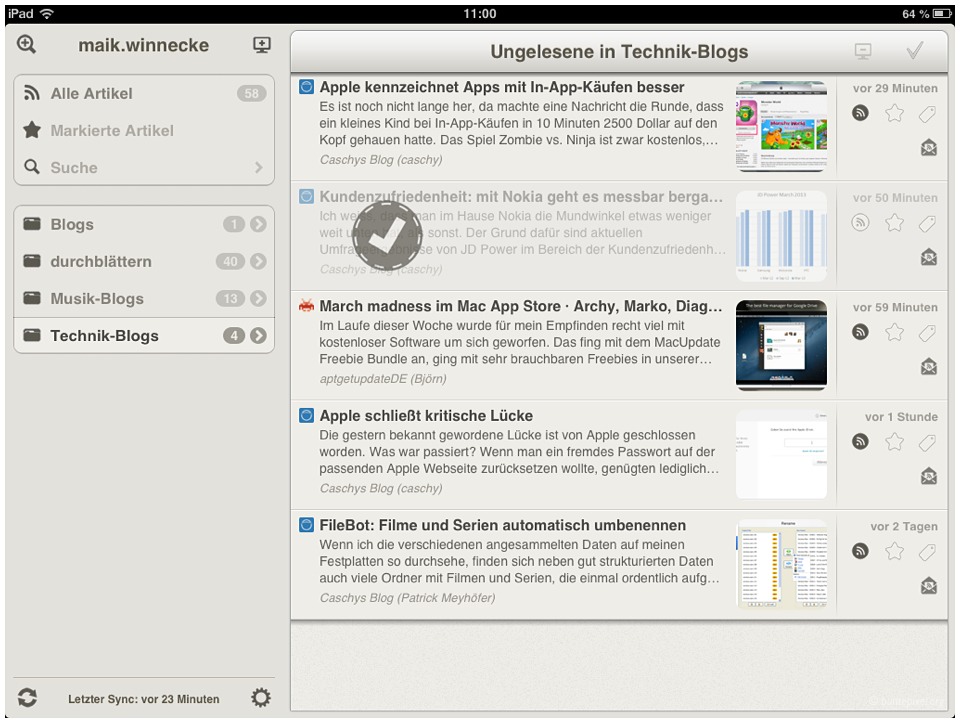 iPad 11:00 64 %
maik.winnecke
Alle Artikel 58
Markierte Artikel
Suche
Blogs 1
durchblättern 40
Musik-Blogs 13
Technik-Blogs 4
Letzter Sync: vor 23 Minuten
Ungelesene in Technik-Blogs
Apple kennzeichnet Apps mit In-App-Käufen besser
vor 29 Minuten
Es ist noch nicht lange her, da machte eine Nachricht die Runde, dass
ein kleines Kind bei In-App-Käufen in 10 Minuten 2500 Dollar auf den
Kopf gehauen hatte. Das Spiel Zombie vs. Ninja ist zwar kostenlos,…
Caschys Blog (caschy)
Kundenzufriedenheit: mit Nokia geht es messbar berga…
vor 50 Minuten
Ich man im Hause Nokia die Mundwinkel etwas weniger
weit sonst. Der Grund dafür sind aktuellen
von JD Power im Bereich der Kundenzufriedenh…
Caschys Blog (caschy)
JD Power March 2013
March madness im Mac App Store · Archy, Marko, Diag…
vor 59 Minuten
Im Laufe dieser Woche wurde für mein Empfinden recht viel mit
kostenloser Software um sich geworfen. Das fing mit dem MacUpdate
Freebie Bundle an, ging mit sehr brauchbaren Freebies in unserer…
aptgetupdateDE (Björn)
The best file manager for Google Drive
Apple schließt kritische Lücke
vor 1 Stunde
Die gestern bekannt gewordene Lücke ist von Apple geschlossen
worden. Was war passiert? Wenn man ein fremdes Passwort auf der
passenden Apple Webseite zurücksetzen wollte, genügten lediglich…
Caschys Blog (caschy)
FileBot: Filme und Serien automatisch umbenennen
vor 2 Tagen
Wenn ich die verschiedenen angesammelten Daten auf meinen
Festplatten so durchsehe, finden sich neben gut strukturierten Daten
auch viele Ordner mit Filmen und Serien, die einmal ordentlich aufg…
Caschys Blog (Patrick Meyhöfer)